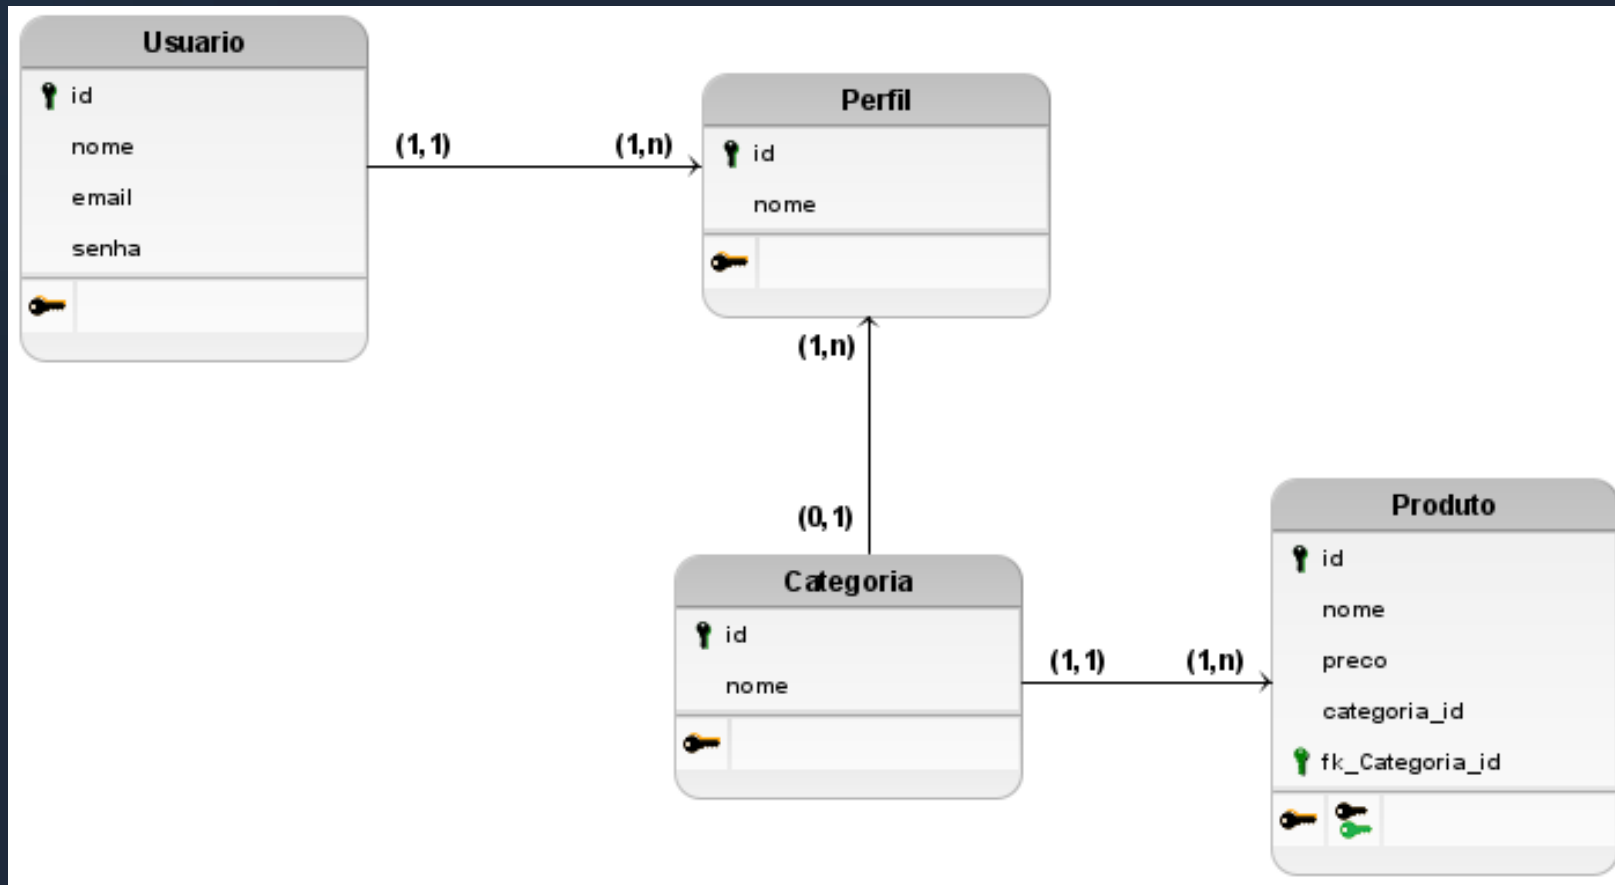 Usuario
id
nome
email
senha
(1,1)
(1,n)
Perfil
id
nome
(1,n)
(0,1)
Categoria
id
nome
(1,1)
(1,n)
Produto
id
nome
preco
categoria_id
fk_Categoria_id